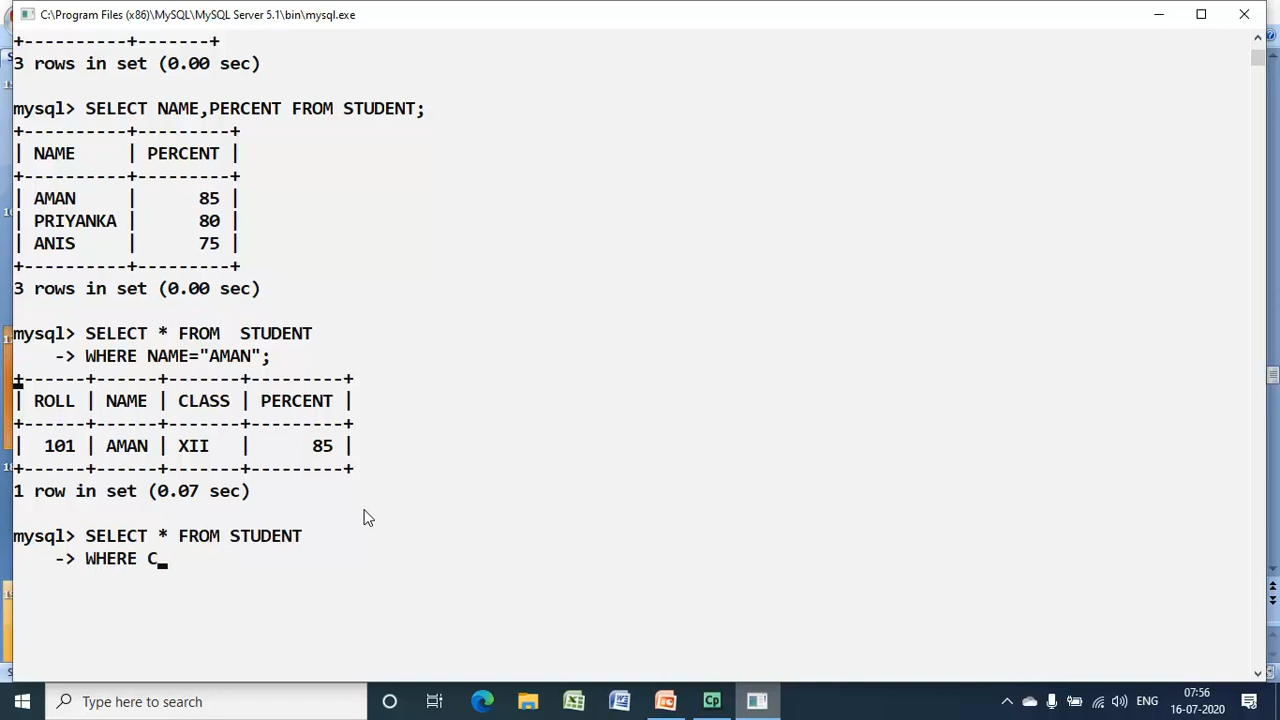 C:\Program Files (x86)\MySQL\MySQL Server 5.1\bin\mysql.exe
+----------+-------+
3 rows in set (0.00 sec)
mysql> SELECT NAME,PERCENT FROM STUDENT;
+----------+---------+
| NAME     | PERCENT |
+----------+---------+
| AMAN     |      85 |
| PRIYANKA |      80 |
| ANIS     |      75 |
+----------+---------+
3 rows in set (0.00 sec)
mysql> SELECT * FROM  STUDENT
    -> WHERE NAME="AMAN";
+------+------+-------+---------+
| ROLL | NAME | CLASS | PERCENT |
+------+------+-------+---------+
|  101 | AMAN | XII   |      85 |
+------+------+-------+---------+
1 row in set (0.07 sec)
mysql> SELECT * FROM STUDENT
    -> WHERE C_
Type here to search
ENG
07:56
16-07-2020